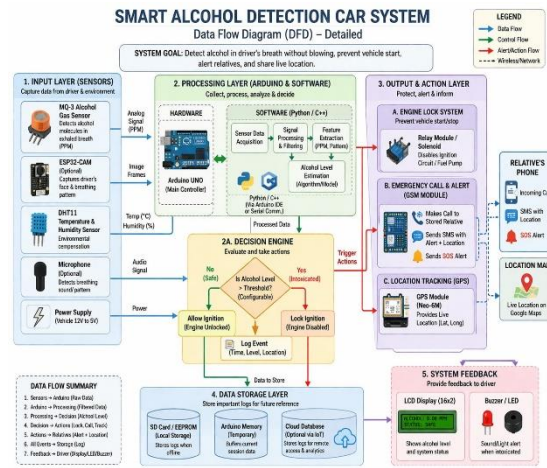 SMART ALCOHOL DETECTION CAR SYSTEM
Data Flow Diagram (DFD) – Detailed
SYSTEM GOAL: Detect alcohol in driver's breath without blowing, prevent vehicle start,
alert relatives, and share live location.
LEGEND
Data Flow
Control Flow
Alert/Action Flow
Wireless/Network
1. INPUT LAYER (SENSORS)
Capture data from driver & environment
MQ-3 Alcohol
Gas Sensor
Detects alcohol
molecules in
exhaled breath (PPM)
ESP32-CAM
(Optional)
Captures driver's
face & breathing
pattern
DHT11
Temperature &
Humidity Sensor
Environmental
compensation
Microphone
(Optional)
Detects breathing
sound/pattern
Power Supply
(Vehicle 12V to 5V)
Analog
Signal
(PPM)
Image
Frames
Temp (°C)
Humidity (%)
Audio
Signal
Power
2. PROCESSING LAYER (ARDUINO & SOFTWARE)
Collect, process, analyze & decide
HARDWARE
Arduino UNO
(Main Controller)
SOFTWARE (Python / C++)
Sensor Data
Acquisition
Signal
Processing
& Filtering
Feature
Extraction
(PPM, Pattern)
Alcohol Level
Estimation
(Algorithm/Model)
Python / C++
(Via Arduino IDE
or Serial Comm.)
Processed Data
2A. DECISION ENGINE
Evaluate and take actions
No
(Safe)
Is Alcohol Level
> Threshold?
(Configurable)
Yes
(Intoxicated)
Allow Ignition
(Engine Unlocked)
Lock Ignition
(Engine Disabled)
Log Event
(Time, Level, Location)
Trigger
Actions
Data to Store
3. OUTPUT & ACTION LAYER
Protect, alert & inform
A. ENGINE LOCK SYSTEM
Prevent vehicle start/stop
Relay Module /
Solenoid
Disables Ignition
Circuit / Fuel Pump
B. EMERGENCY CALL & ALERT
(GSM MODULE)
Makes Call to
Stored Relative
Sends SMS with
Alert + Location
Sends SOS Alert
C. LOCATION TRACKING (GPS)
GPS Module
(Neo-6M)
Provides Live
Location (Lat, Long)
RELATIVE'S
PHONE
Incoming Ca
SMS with
Location
SOS Alert
LOCATION MA
Live Location on
Google Maps
DATA FLOW SUMMARY
1. Sensors → Arduino (Raw Data)
2. Arduino → Processing (Filtered Data)
3. Processing → Decision (Alcohol Level)
4. Decision → Actions (Lock, Call, Track)
5. Actions → Relatives (Alert + Location)
6. All Events → Storage (Log)
7. Feedback → Driver (Display/LED/Buzzer)
4. DATA STORAGE LAYER
Store important logs for future reference
SD Card / EEPROM
(Local Storage)
Stores logs when
offline
Arduino Memory
(Temporary)
Buffers current
session data
Cloud Database
(Optional via IoT)
Stores logs for remote
access & analytics
5. SYSTEM FEEDBACK
Provide feedback to driver
LCD Display (16x2)
Shows alcohol level
and system status
Buzzer / LED
Sound/Light alert
when intoxicated